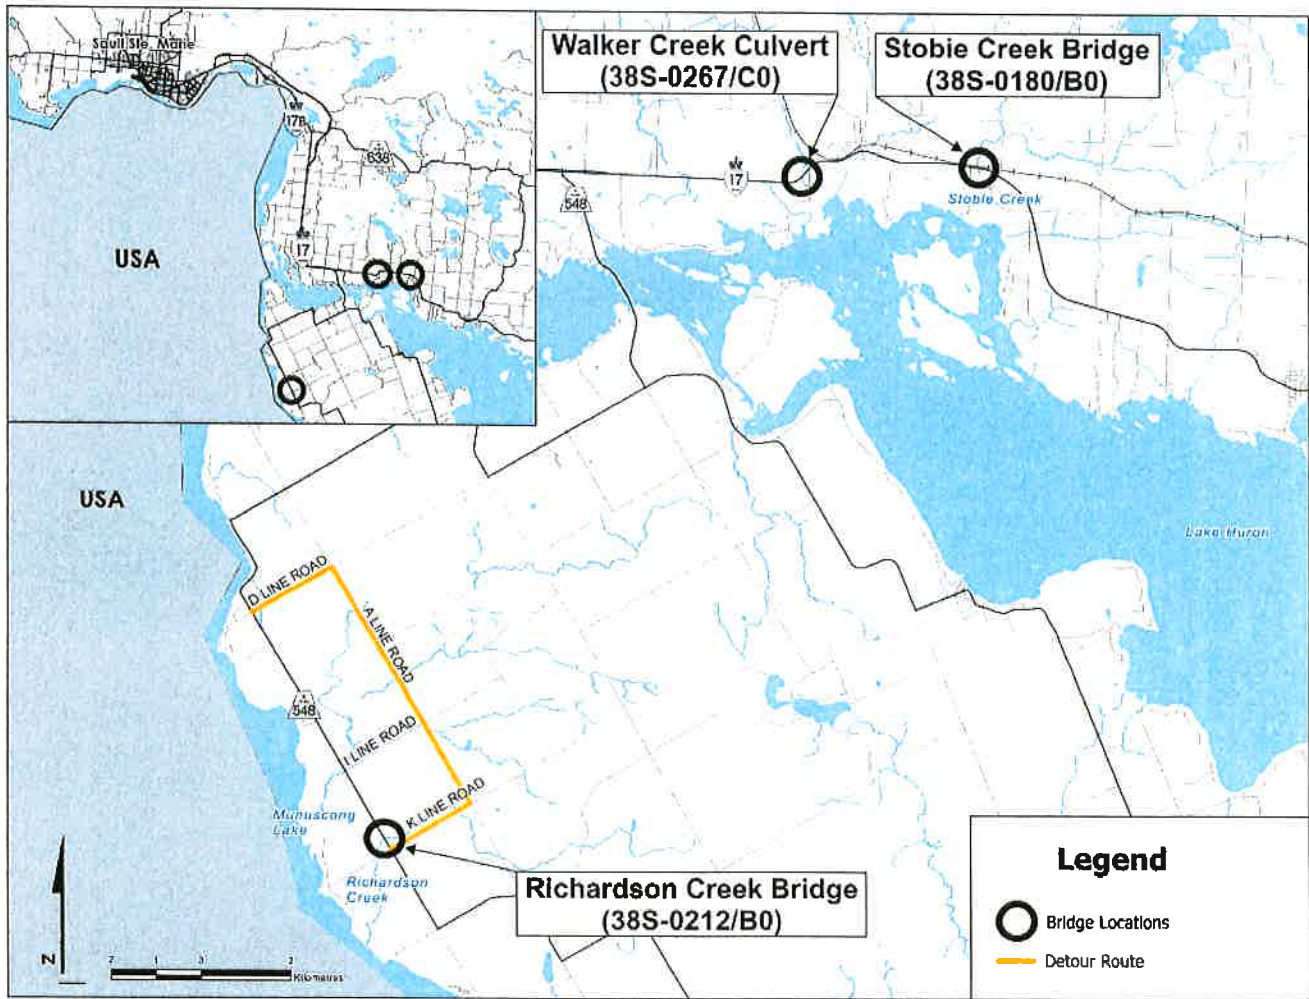 Sault Ste. Marie
17B
638
USA
17
Walker Creek Culvert
(38S-0267/C0)
Stobie Creek Bridge
(38S-0180/B0)
17
548
Stobie Creek
USA
Lake Huron
D LINE ROAD
A LINE ROAD
548
I LINE ROAD
K LINE ROAD
Munuscong
Lake
Richardson
Creek
Richardson Creek Bridge
(38S-0212/B0)
Legend
Bridge Locations
Detour Route
N
2
Kilometres